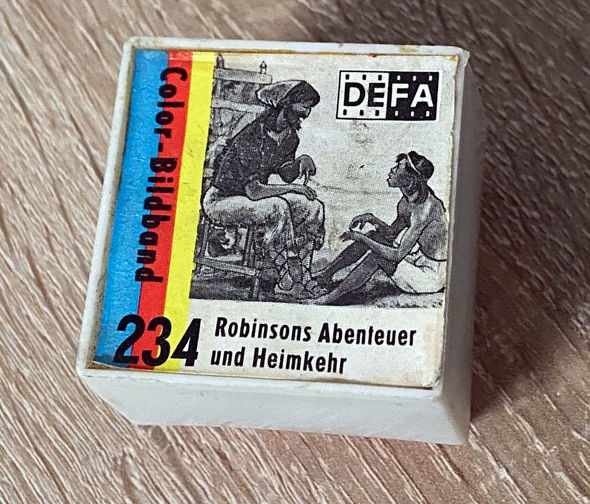 DEFA
Color-Bildband
234
Robinsons Abenteuer
und Heimkehr